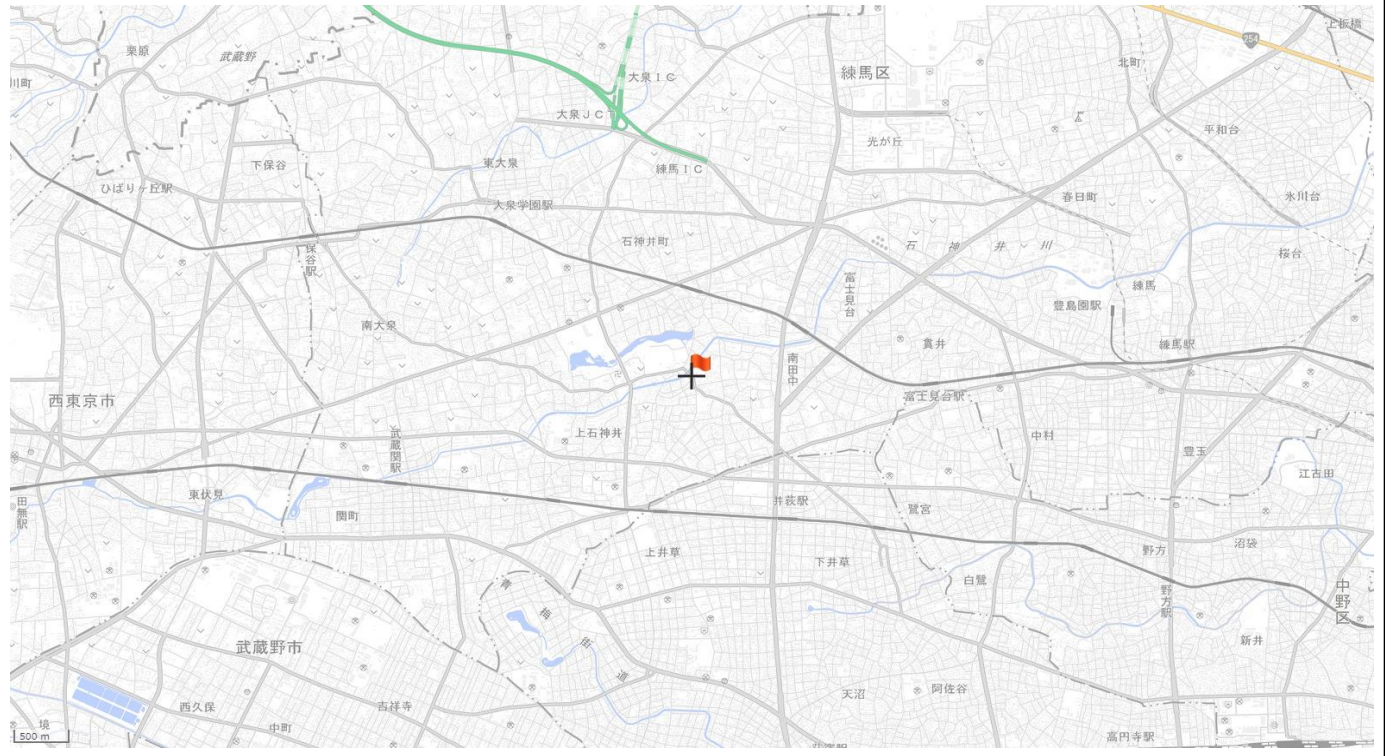 栗原
武蔵野
川町
大泉IC
練馬区
254
上板橋
北町
大泉JCT
光が丘
平和台
下保谷
東大泉
練馬IC
ひばりヶ丘駅
大泉学園駅
春日町
氷川台
石神井町
石神井川
桜台
保谷駅
富士見台
練馬
豊島園駅
南大泉
貫井
練馬駅
南田中
西東京市
富士見台駅
上石神井
武蔵関駅
中村
豊玉
江古田
東伏見
田無駅
関町
井荻駅
鷺宮
上井草
下井草
野方
沼袋
白鷺
中野区
青梅街道
野方駅
武蔵野市
新井
西久保
吉祥寺
天沼
阿佐谷
境
中町
500 m
高円寺駅